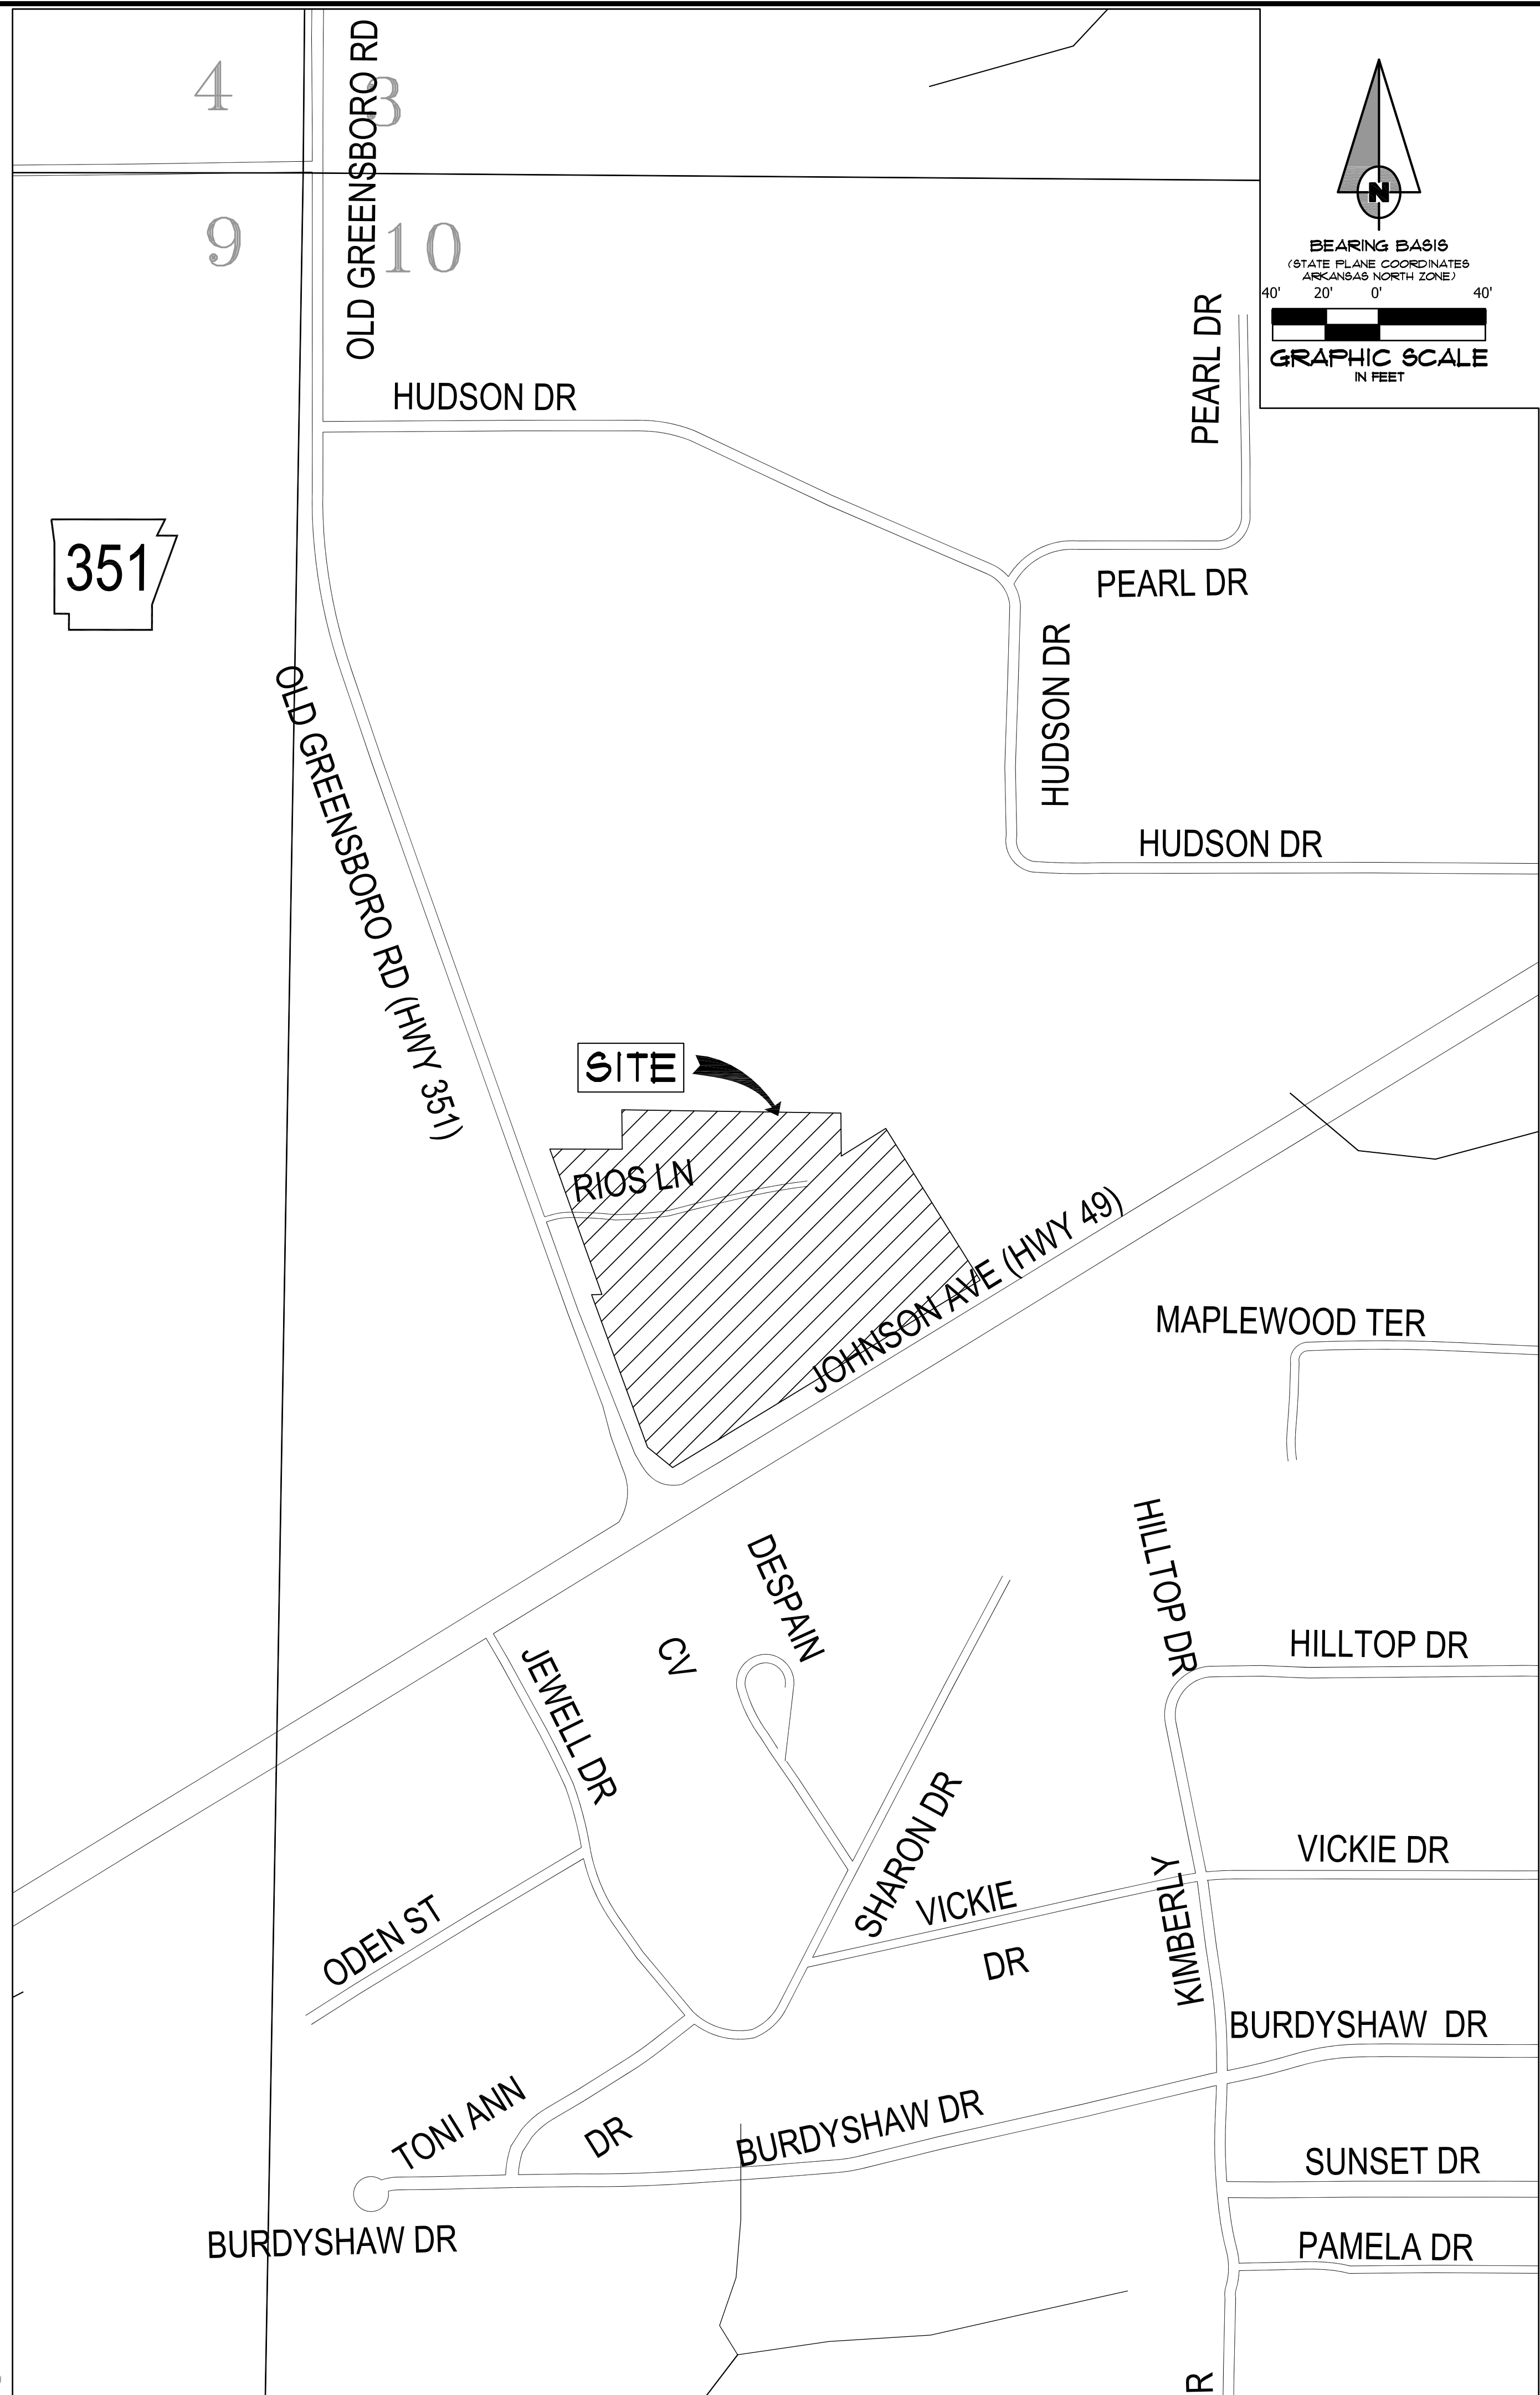 OLD GREENSBORO RD
4
3
9
10
N
BEARING BASIS
(STATE PLANE COORDINATES
ARKANSAS NORTH ZONE)
40' 20' 0' 40'
GRAPHIC SCALE
IN FEET
PEARL DR
HUDSON DR
351
PEARL DR
HUDSON DR
OLD GREENSBORO RD (HWY 351)
HUDSON DR
SITE
RIOS LN
JOHNSON AVE (HWY 49)
MAPLEWOOD TER
HILLTOP DR
DESPAIN
CV
HILLTOP DR
JEWELL DR
SHARON DR
VICKIE DR
KIMBERLY
VICKIE
DR
ODEN ST
BURDYSHAW DR
TONI ANN
DR
BURDYSHAW DR
SUNSET DR
BURDYSHAW DR
PAMELA DR
R